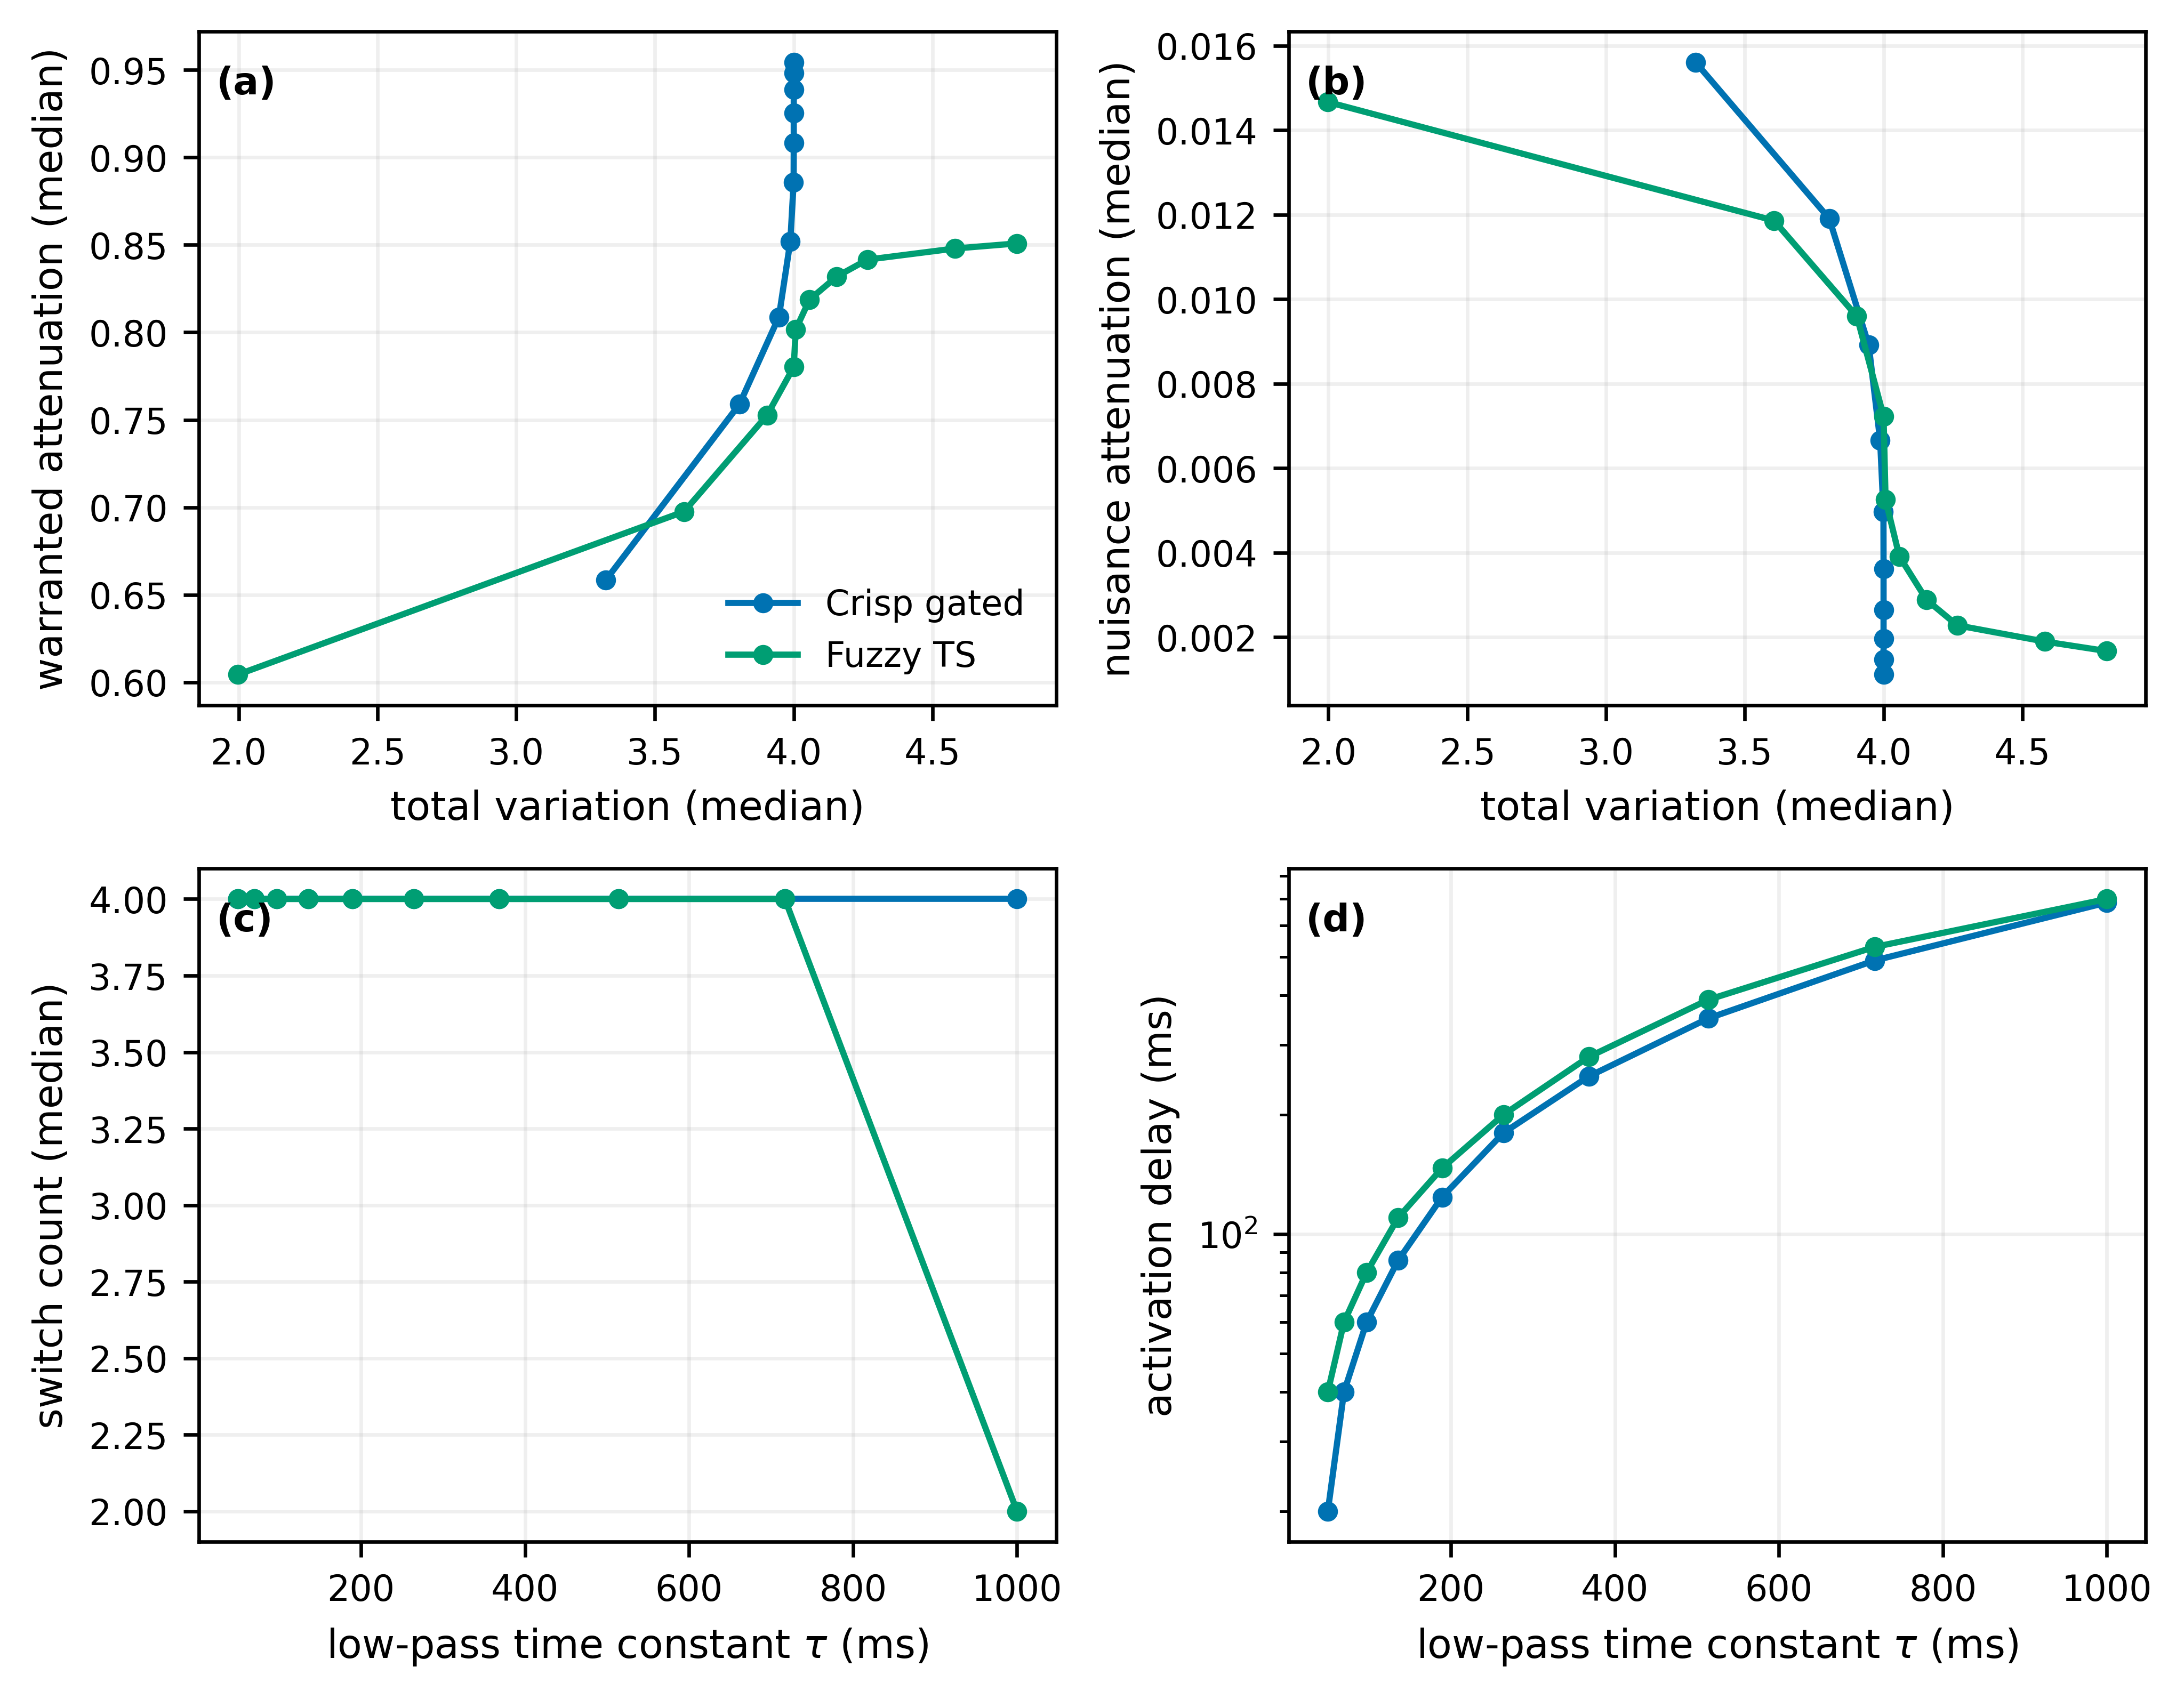 (a)
warranted attenuation (median)
0.95
0.90
0.85
0.80
0.75
0.70
0.65
0.60
Crisp gated
Fuzzy TS
2.0 2.5 3.0 3.5 4.0 4.5
total variation (median)
(b)
nuisance attenuation (median)
0.016
0.014
0.012
0.010
0.008
0.006
0.004
0.002
2.0 2.5 3.0 3.5 4.0 4.5
total variation (median)
(c)
switch count (median)
4.00
3.75
3.50
3.25
3.00
2.75
2.50
2.25
2.00
200 400 600 800 1000
low-pass time constant τ (ms)
(d)
activation delay (ms)
10²
200 400 600 800 1000
low-pass time constant τ (ms)